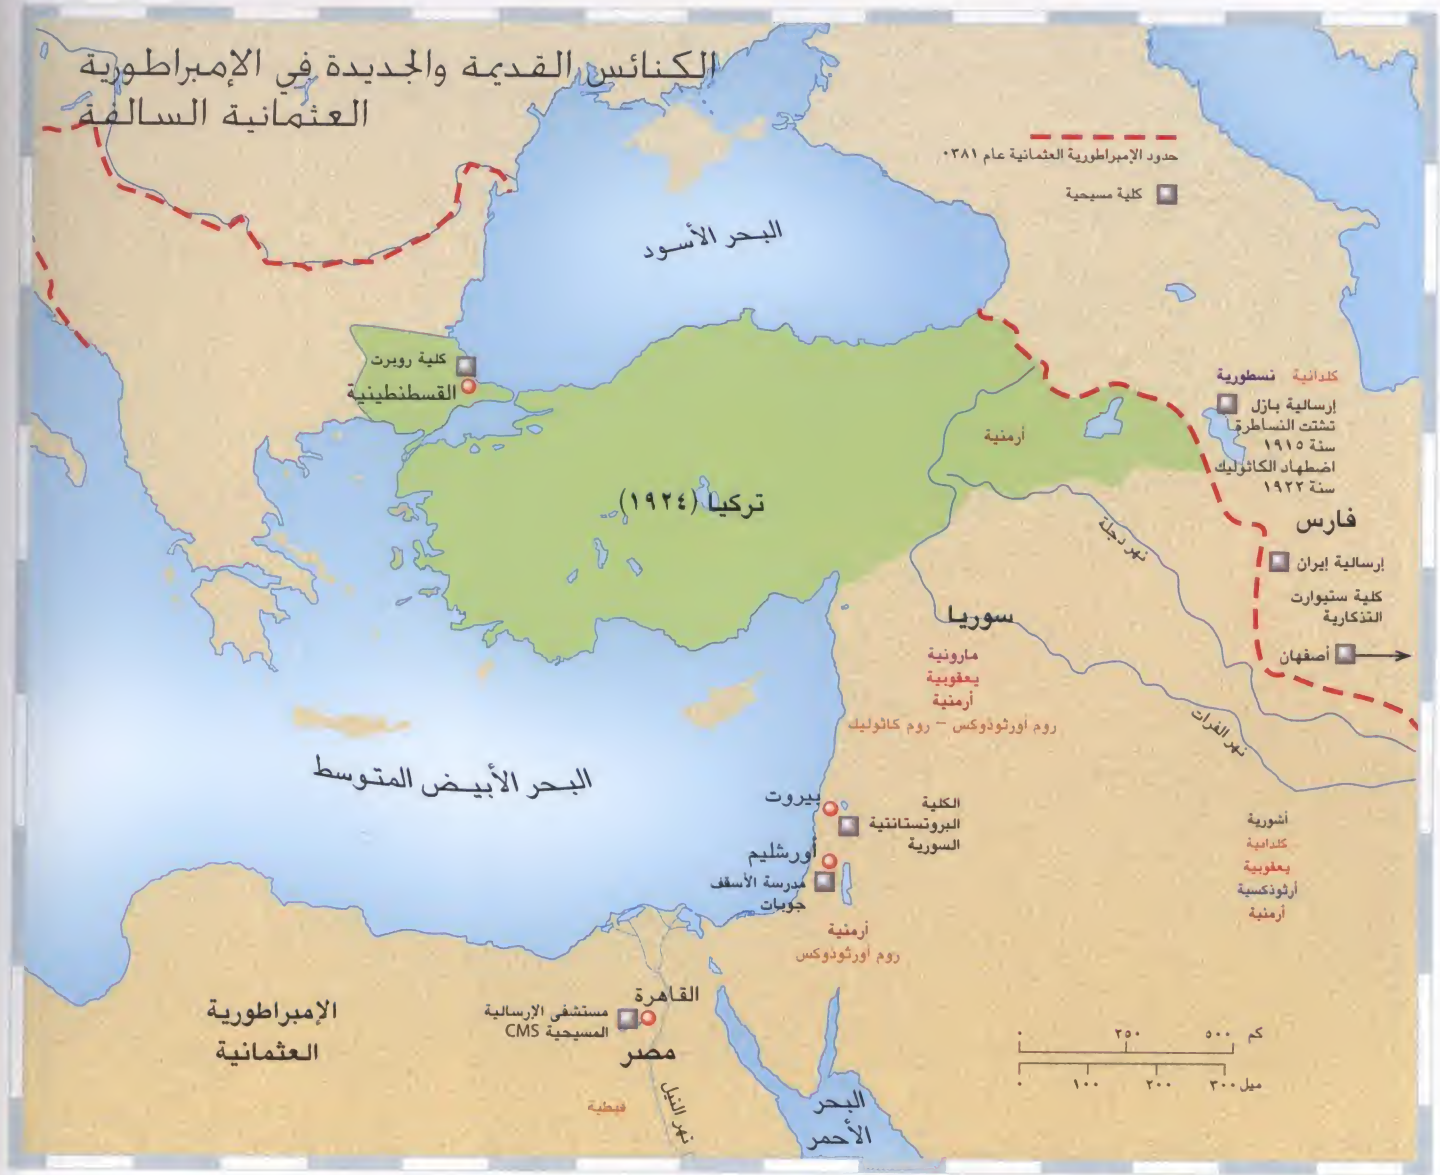 الكنائس القديمة والجديدة في الإمبراطورية
العثمانية السالفة
حدود الإمبراطورية العثمانية عام ٠٣٨١
كلية مسيحية
البحر الأسود
كلية روبرت
القسطنطينية
كلدانية نسطورية
إرسالية بازل
تشتت النساطرة
سنة ١٩١٥
اضطهاد الكاثوليك
سنة ١٩٢٢
أرمنية
تركيا (١٩٢٤)
فارس
نهر دجلة
إرسالية إيران
كلية ستيوارت
التذكارية
أصفهان
سوريا
مارونية
يعقوبية
أرمنية
روم أورثوذوكس – روم كاثوليك
نهر الفرات
البحر الأبيض المتوسط
بيروت
الكلية
البروتستانتية
السورية
أورشليم
مدرسة الأسقف
جوبات
أشورية
كلدانية
يعقوبية
أرثوذكسية
أرمنية
أرمنية
روم أورثوذوكس
القاهرة
مستشفى الإرسالية
المسيحية CMS
مصر
الإمبراطورية
العثمانية
قبطية
نهر النيل
البحر
الأحمر
٠ ٢٥٠ ٥٠٠ كم
٠ ١٠٠ ٢٠٠ ٣٠٠ ميل